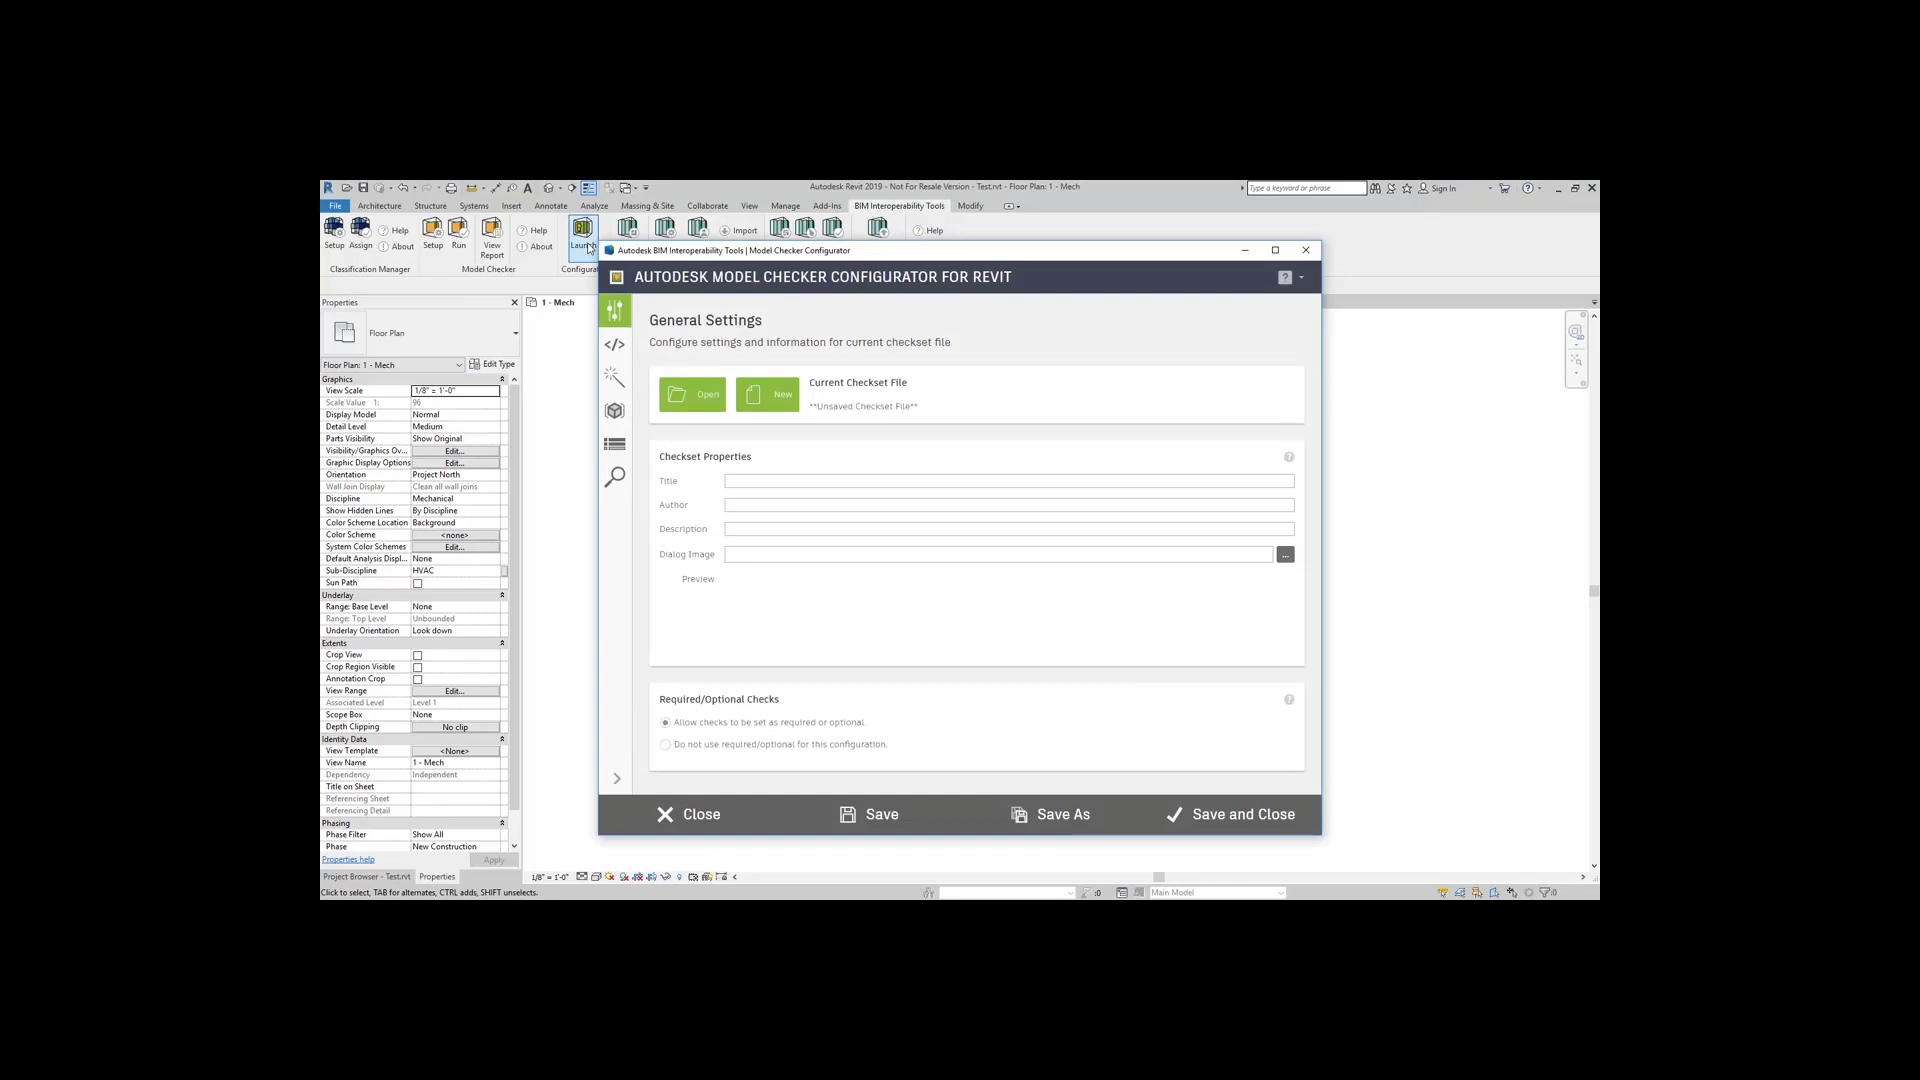 Autodesk Revit 2019 - Not For Resale Version - Test.rvt - Floor Plan: 1 - Mech
Type a keyword or phrase
Sign In
File Architecture Structure Systems Insert Annotate Analyze Massing & Site Collaborate View Manage Add-Ins BIM Interoperability Tools Modify
Setup Assign Help About
Setup Run View Report Help About
Launch
Import
Help
Classification Manager
Model Checker
Configurat
Autodesk BIM Interoperability Tools | Model Checker Configurator
AUTODESK MODEL CHECKER CONFIGURATOR FOR REVIT
General Settings
Configure settings and information for current checkset file
Open
New
Current Checkset File
**Unsaved Checkset File**
Checkset Properties
Title
Author
Description
Dialog Image
...
Preview
Required/Optional Checks
Allow checks to be set as required or optional.
Do not use required/optional for this configuration.
Close
Save
Save As
Save and Close
Properties
1 - Mech
Floor Plan
Floor Plan: 1 - Mech
Edit Type
Graphics
View Scale 1/8" = 1'-0"
Scale Value 1: 96
Display Model Normal
Detail Level Medium
Parts Visibility Show Original
Visibility/Graphics Ov... Edit...
Graphic Display Options Edit...
Orientation Project North
Wall Join Display Clean all wall joins
Discipline Mechanical
Show Hidden Lines By Discipline
Color Scheme Location Background
Color Scheme <none>
System Color Schemes Edit...
Default Analysis Displ... None
Sub-Discipline HVAC
Sun Path
Underlay
Range: Base Level None
Range: Top Level Unbounded
Underlay Orientation Look down
Extents
Crop View
Crop Region Visible
Annotation Crop
View Range Edit...
Associated Level Level 1
Scope Box None
Depth Clipping No clip
Identity Data
View Template <None>
View Name 1 - Mech
Dependency Independent
Title on Sheet
Referencing Sheet
Referencing Detail
Phasing
Phase Filter Show All
Phase New Construction
Properties help
Apply
Project Browser - Test.rvt
Properties
1/8" = 1'-0"
Click to select, TAB for alternates, CTRL adds, SHIFT unselects.
:0
Main Model
:0